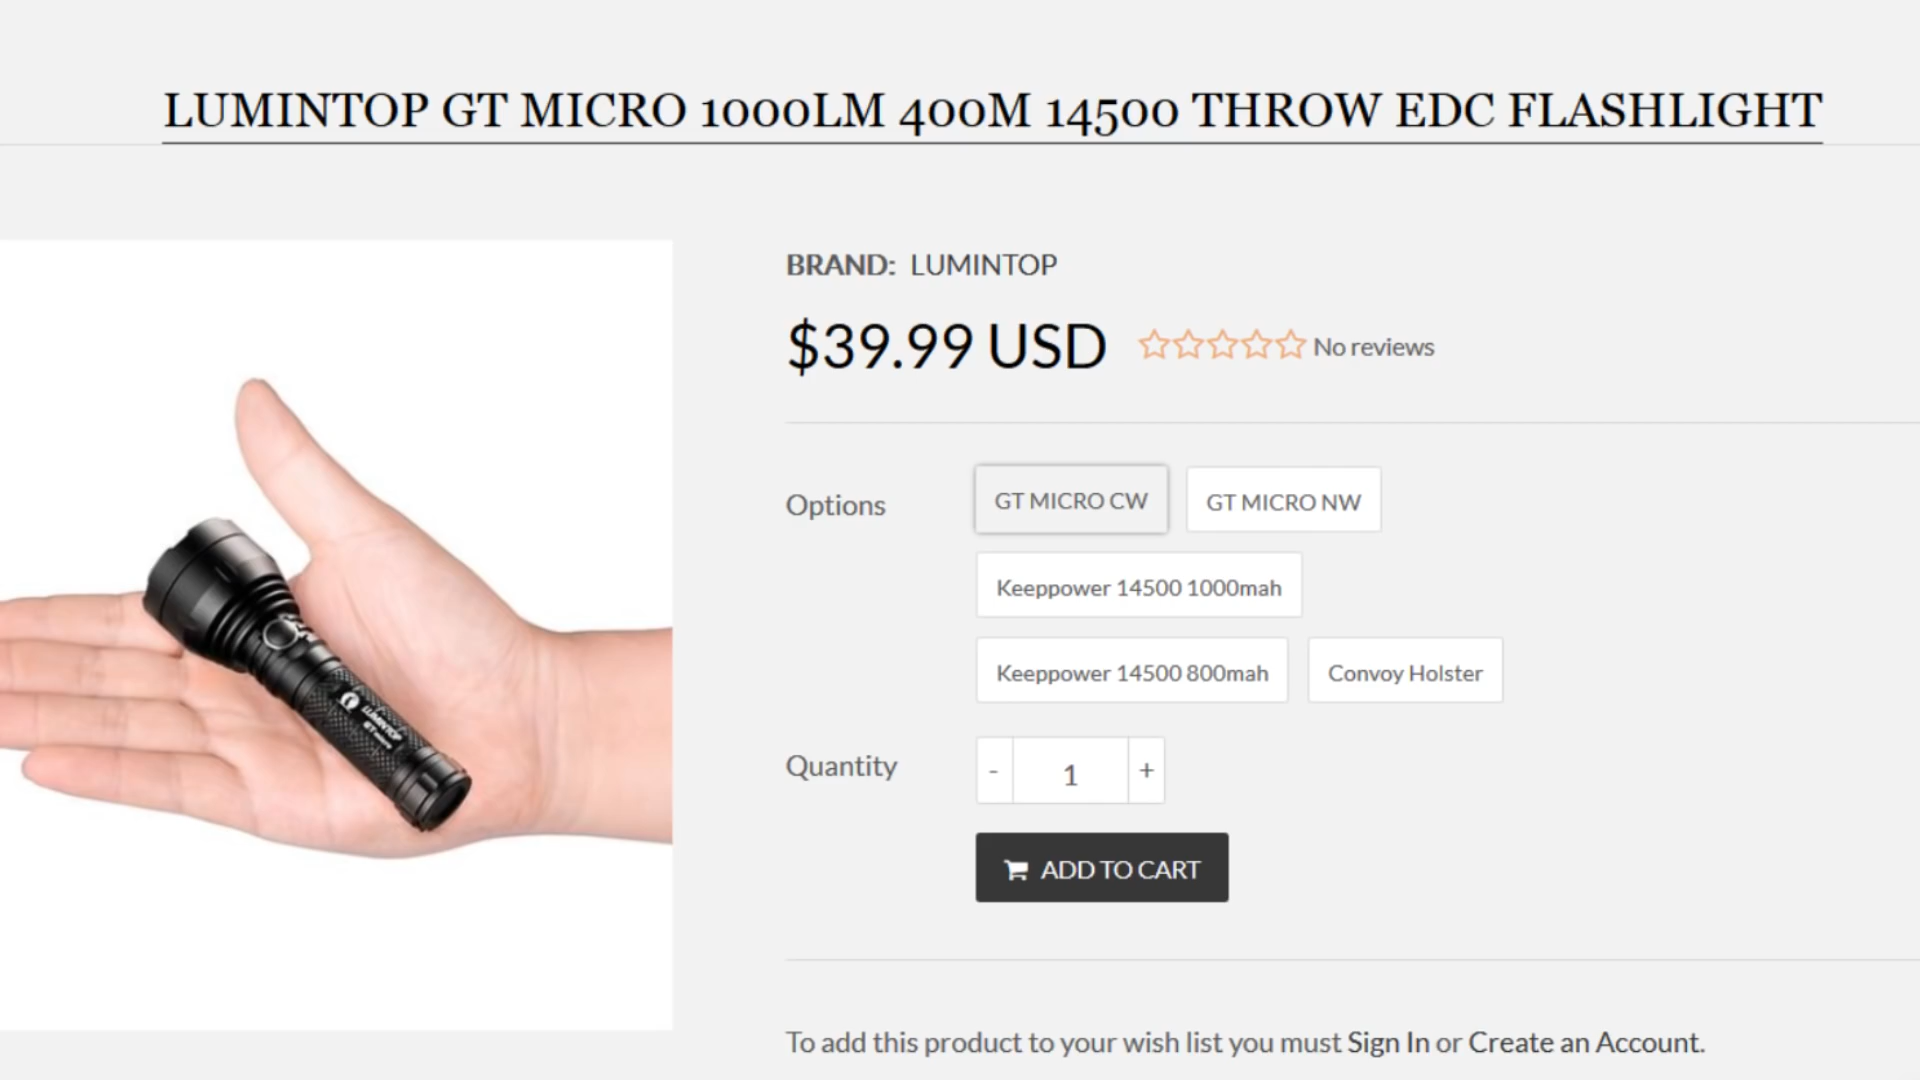 LUMINTOP GT MICRO 1000LM 400M 14500 THROW EDC FLASHLIGHT
BRAND: LUMINTOP
$39.99 USD
No reviews
Options
GT MICRO CW
GT MICRO NW
Keeppower 14500 1000mah
Keeppower 14500 800mah
Convoy Holster
LUMINTOP
GT micro
Quantity
- 1 +
ADD TO CART
To add this product to your wish list you must Sign In or Create an Account.